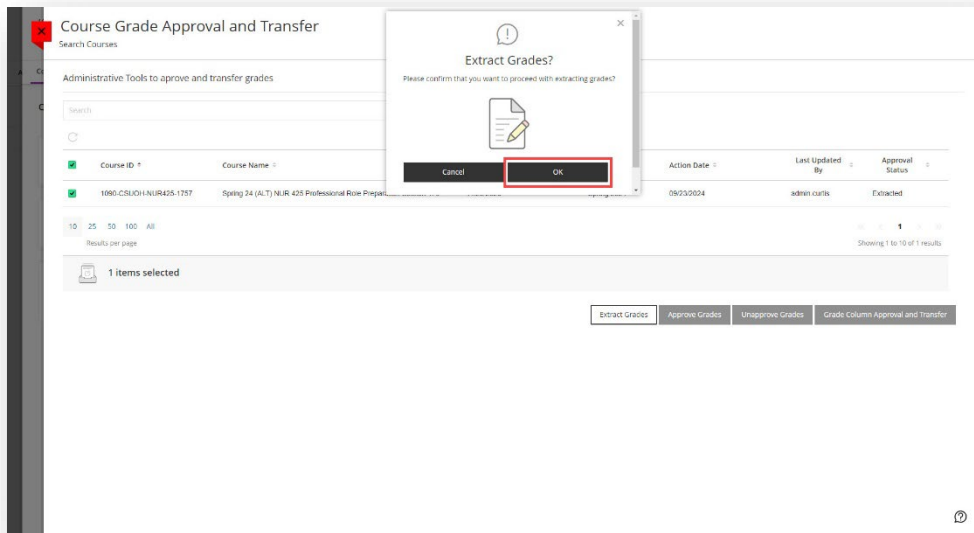 Course Grade Approval and Transfer
Search Courses
Administrative Tools to aprove and transfer grades
Search
Extract Grades?
Please confirm that you want to proceed with extracting grades?
Cancel OK
Course ID Course Name Action Date Last Updated By Approval Status
1090-CSUOH-NUR425-1757 Spring 24 (ALT) NUR 425 Professional Role 09/23/2024 admin curtis Extracted
10 25 50 100 All 1
Results per page Showing 1 to 10 of 1 results
1 items selected
Extract Grades Approve Grades Unapprove Grades Grade Column Approval and Transfer